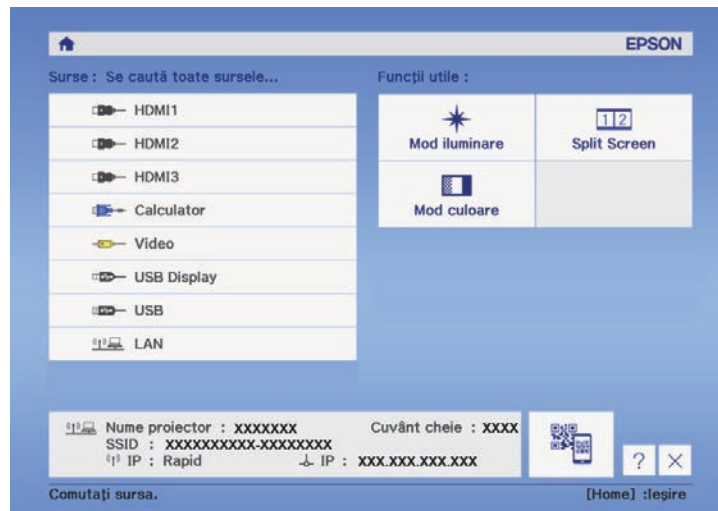 EPSON
Surse : Se caută toate sursele...
Funcții utile :
HDMI1
HDMI2
HDMI3
Calculator
Video
USB Display
USB
LAN
Mod iluminare
1 2
Split Screen
Mod culoare
Nume proiector : XXXXXXX
Cuvânt cheie : XXXX
SSID : XXXXXXXXXX-XXXXXXXX
IP : Rapid
IP : XXX.XXX.XXX.XXX
?
Comutați sursa.
[Home] :Ieșire